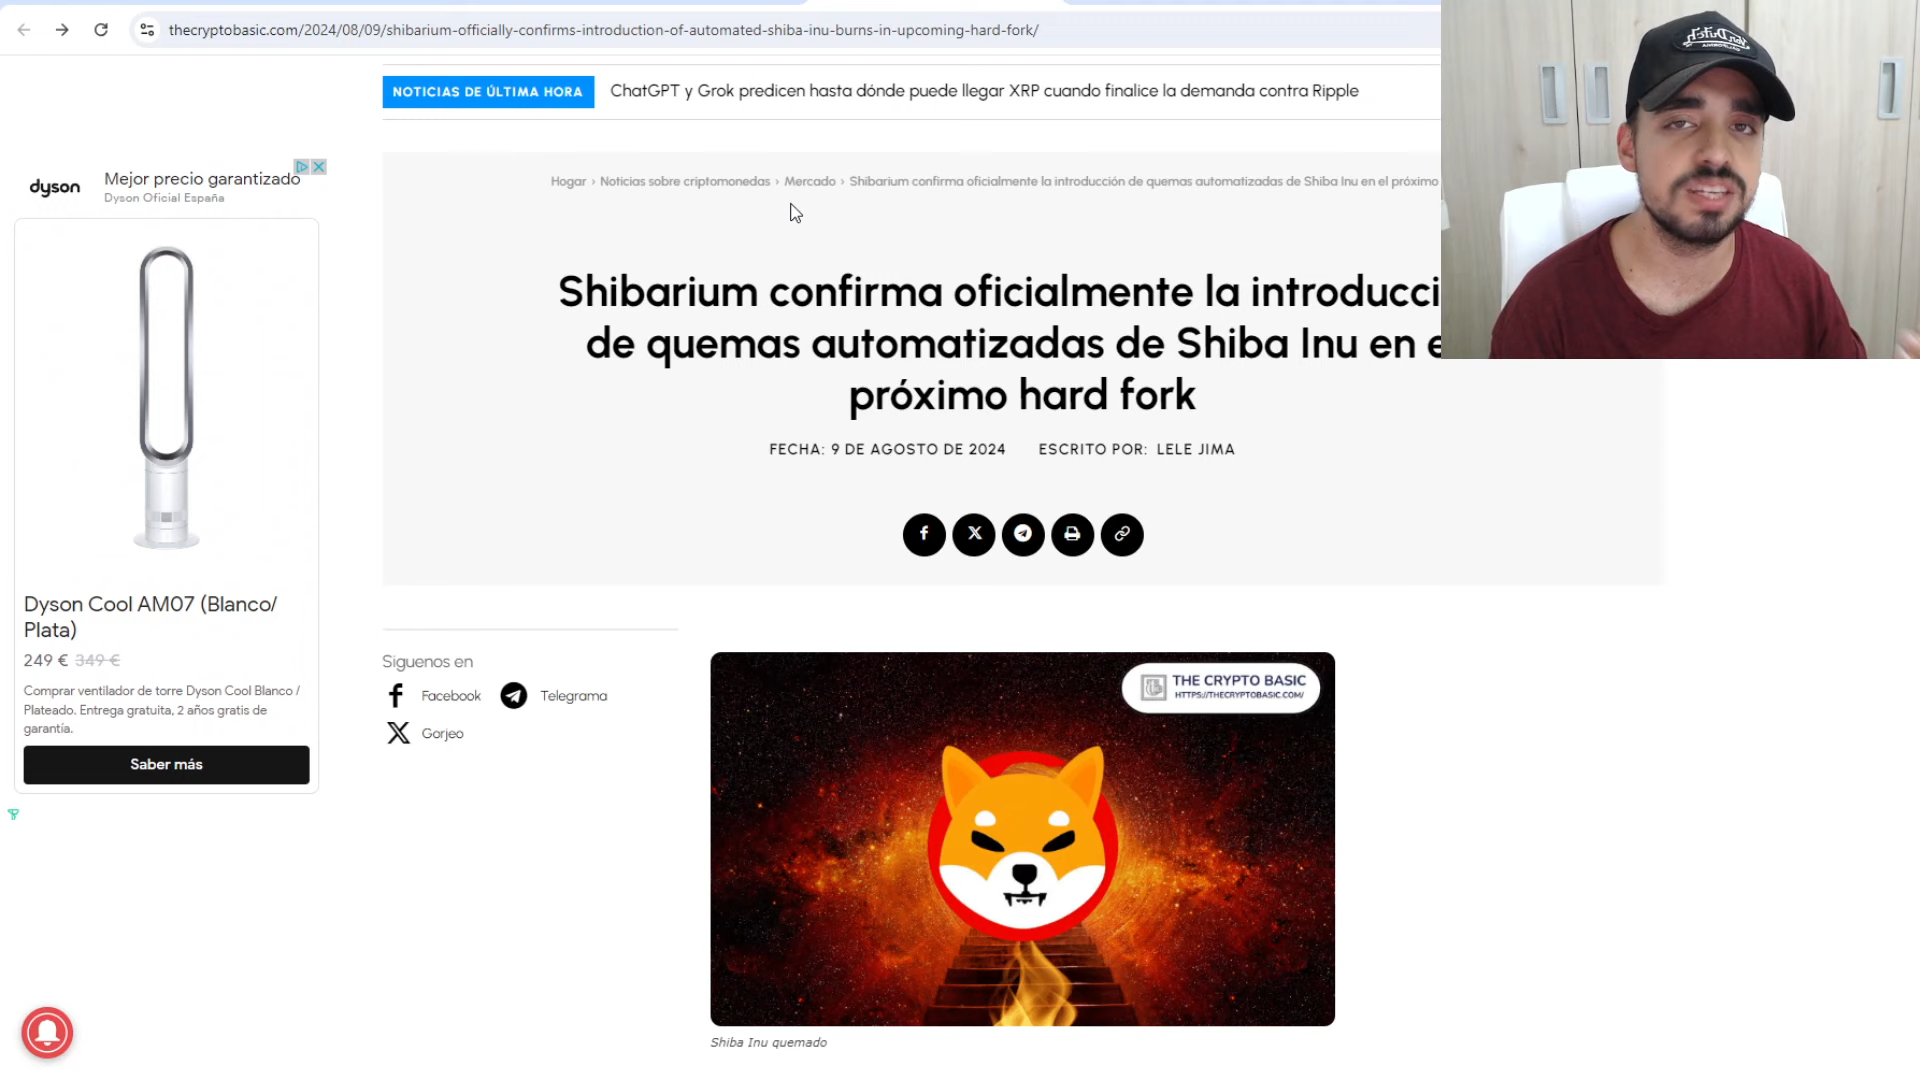 thecryptobasic.com/2024/08/09/shibarium-officially-confirms-introduction-of-automated-shiba-inu-burns-in-upcoming-hard-fork/
NOTICIAS DE ÚLTIMA HORA
ChatGPT y Grok predicen hasta dónde puede llegar XRP cuando finalice la demanda contra Ripple
dyson
Mejor precio garantizado
Dyson Oficial España
Hogar › Noticias sobre criptomonedas › Mercado › Shibarium confirma oficialmente la introducción de quemas automatizadas de Shiba Inu en el próximo
Shibarium confirma oficialmente la introducci
de quemas automatizadas de Shiba Inu en e
próximo hard fork
FECHA: 9 DE AGOSTO DE 2024
ESCRITO POR: LELE JIMA
Dyson Cool AM07 (Blanco/
Plata)
249 € 349 €
Comprar ventilador de torre Dyson Cool Blanco /
Plateado. Entrega gratuita, 2 años gratis de
garantía.
Saber más
Síguenos en
Facebook
Telegrama
Gorjeo
THE CRYPTO BASIC
HTTPS://THECRYPTOBASIC.COM/
Shiba Inu quemado
Von Dutch